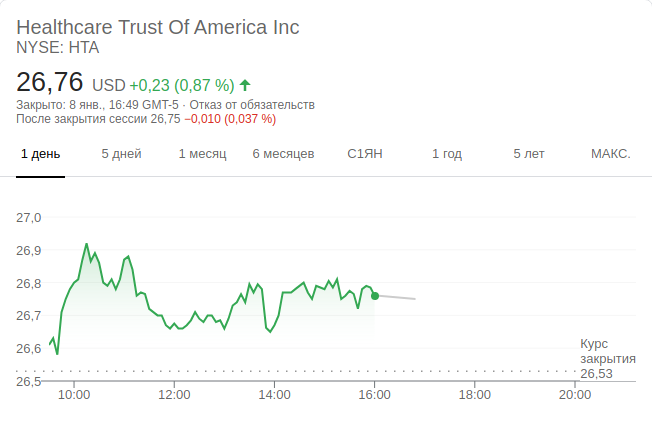 Healthcare Trust Of America Inc
NYSE: HTA
26,76 USD +0,23 (0,87 %)
Закрыто: 8 янв., 16:49 GMT-5 · Отказ от обязательств
После закрытия сессии 26,75 −0,010 (0,037 %)
1 день 5 дней 1 месяц 6 месяцев С1ЯН 1 год 5 лет МАКС.
27,0
26,9
26,8
26,7
26,6
Курс
закрытия
26,53
26,5
10:00 12:00 14:00 16:00 18:00 20:00